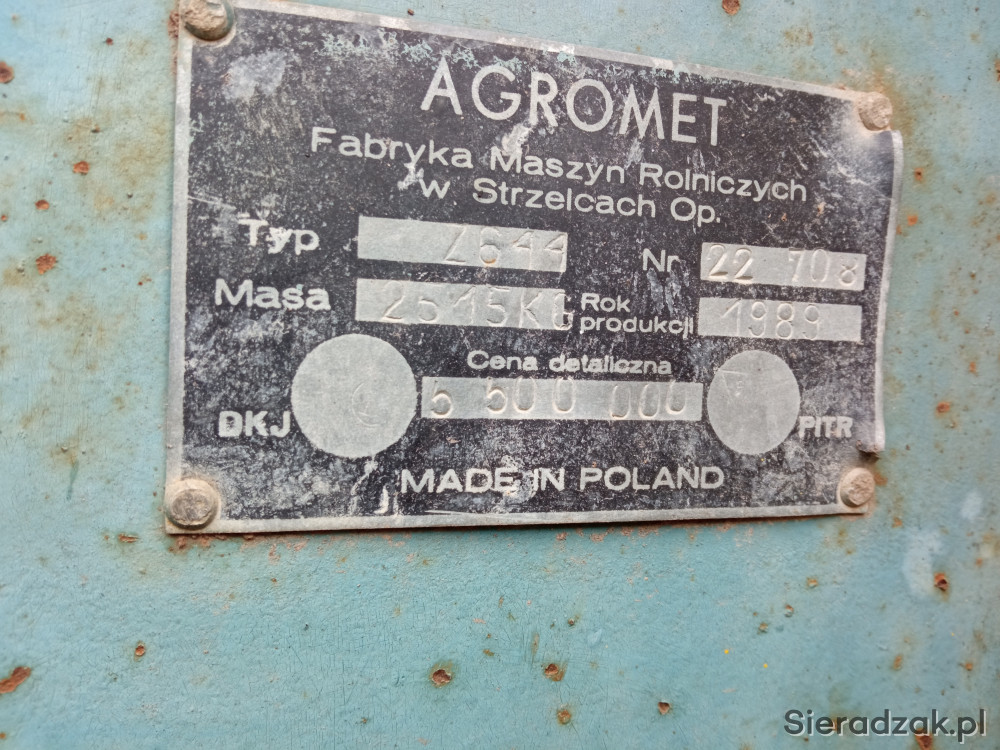 AGROMET
Fabryka Maszyn Rolniczych
w Strzelcach Op.
Typ Z644 Nr 22 708
Masa 2515KG Rok produkcji 1989
Cena detaliczna
DKJ 5 500 000 PITR
MADE IN POLAND
Sieradzak.pl